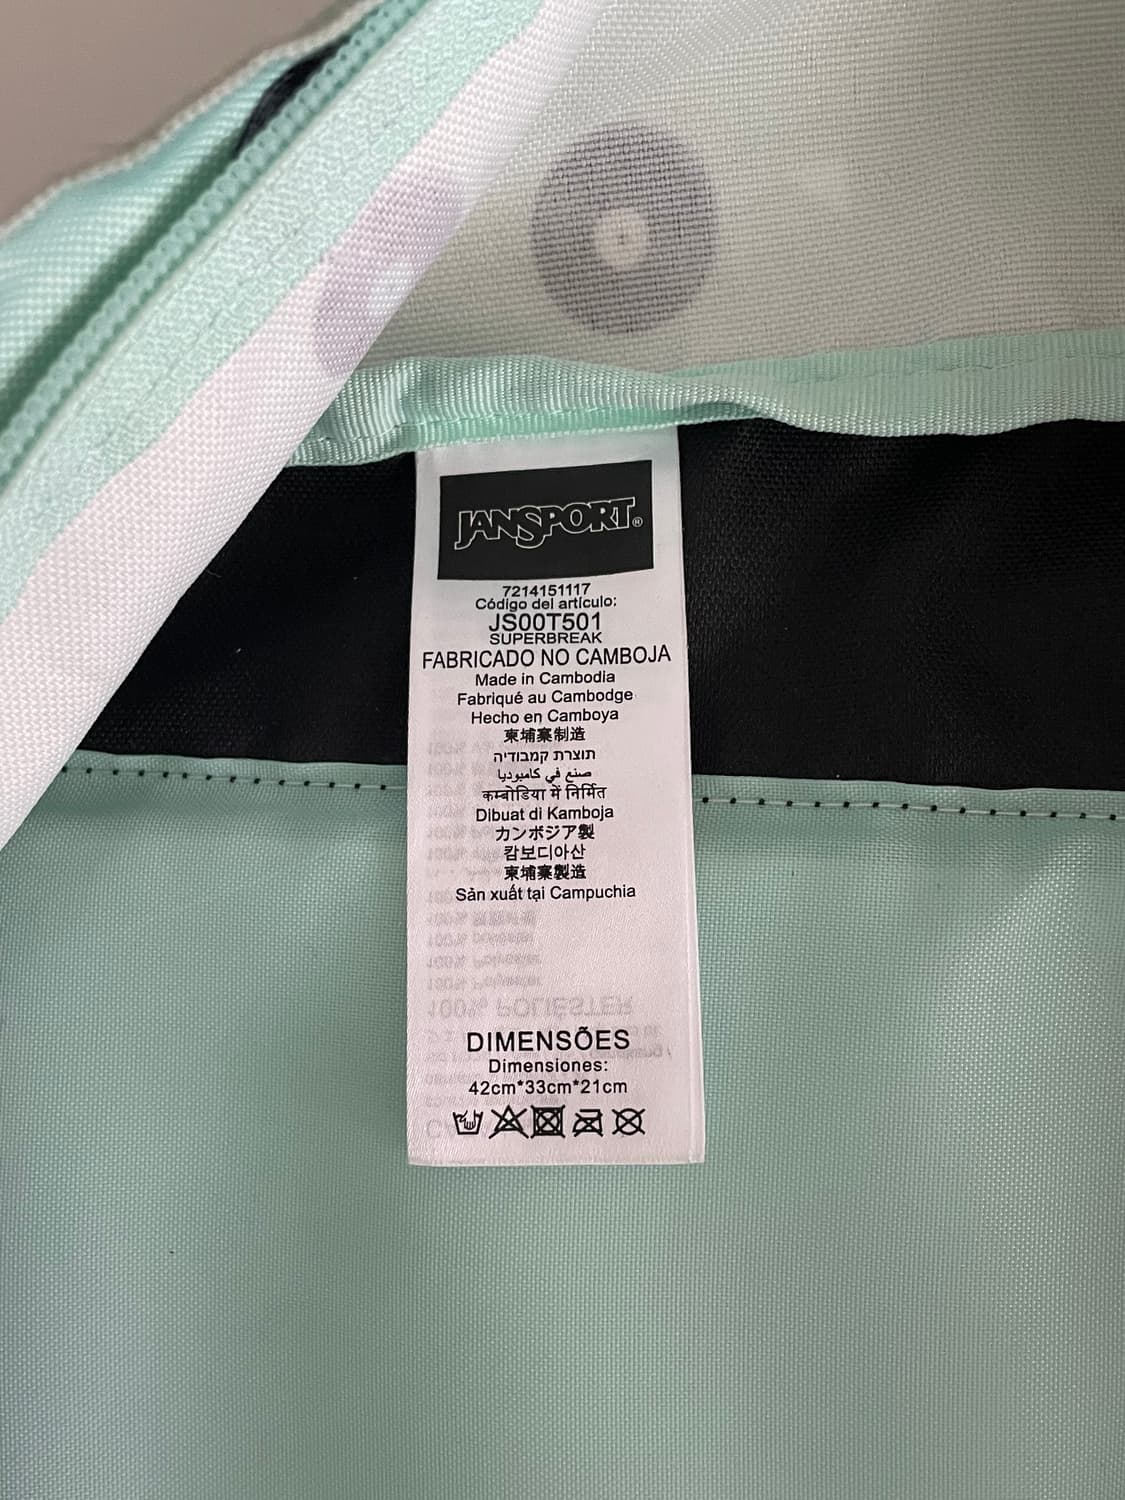 JANSPORT®
7214151117
Código del artículo:
JS00T501
SUPERBREAK
FABRICADO NO CAMBOJA
Made in Cambodia
Fabriqué au Cambodge
Hecho en Camboya
柬埔寨制造
תוצרת קמבודיה
صنع في كامبوديا
कम्बोडिया में निर्मित
Dibuat di Kamboja
カンボジア製
캄보디아산
柬埔寨製造
Sản xuất tại Campuchia
100% POLIÉSTER
DIMENSÕES
Dimensiones:
42cm*33cm*21cm